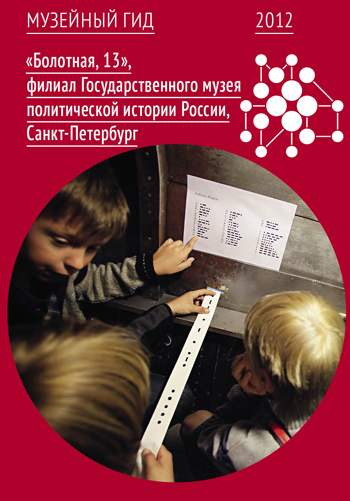 МУЗЕЙНЫЙ ГИД 2012
«Болотная, 13»,
филиал Государственного музея
политической истории России,
Санкт-Петербург